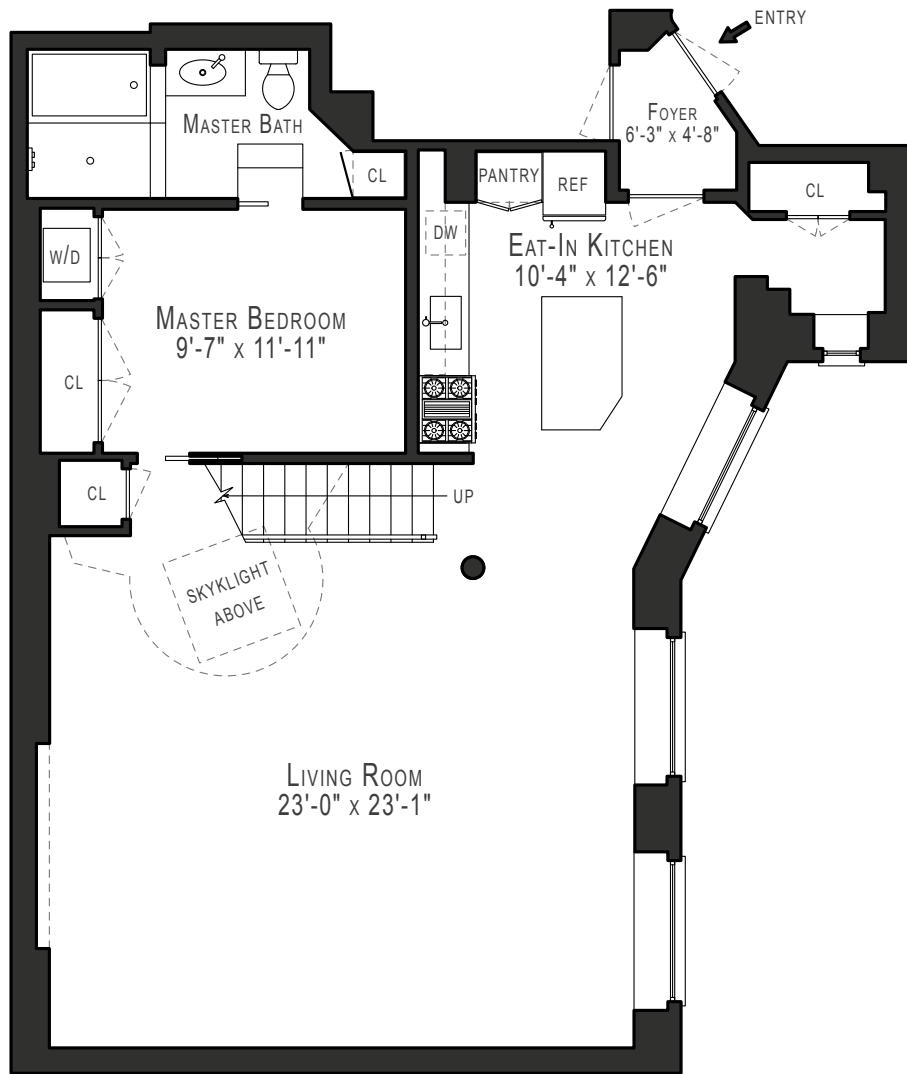 ENTRY
FOYER
6'-3" X 4'-8"
MASTER BATH
CL
PANTRY
REF
CL
DW
EAT-IN KITCHEN
10'-4" X 12'-6"
W/D
MASTER BEDROOM
9'-7" X 11'-11"
CL
CL
UP
SKYKLIGHT
ABOVE
LIVING ROOM
23'-0" X 23'-1"